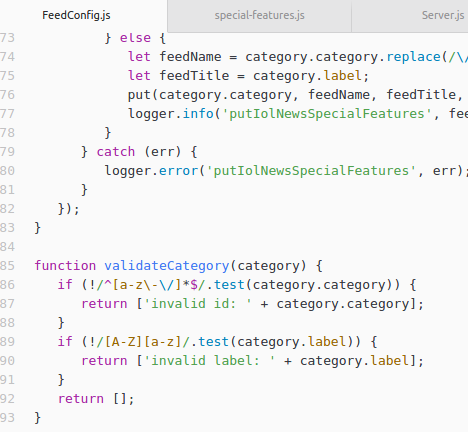 FeedConfig.js special-features.js Server.js
73 } else {
74 let feedName = category.category.replace(/\/
75 let feedTitle = category.label;
76 put(category.category, feedName, feedTitle,
77 logger.info('putIolNewsSpecialFeatures', fee
78 }
79 } catch (err) {
80 logger.error('putIolNewsSpecialFeatures', err);
81 }
82 });
83 }
84
85 function validateCategory(category) {
86 if (!/^[a-z\-\/]*$/.test(category.category)) {
87 return ['invalid id: ' + category.category];
88 }
89 if (!/[A-Z][a-z]/.test(category.label)) {
90 return ['invalid label: ' + category.label];
91 }
92 return [];
93 }